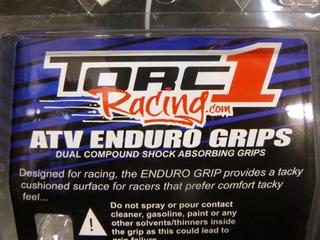 TORC1
Racing.com
ATV ENDURO GRIPS
DUAL COMPOUND SHOCK ABSORBING GRIPS
Designed for racing, the ENDURO GRIP provides a tacky
cushioned surface for racers that prefer comfort tacky
feel...
Do not spray or pour contact
cleaner, gasoline, paint or any
other solvents/thinners inside
the grip as this could lead to
grip failure